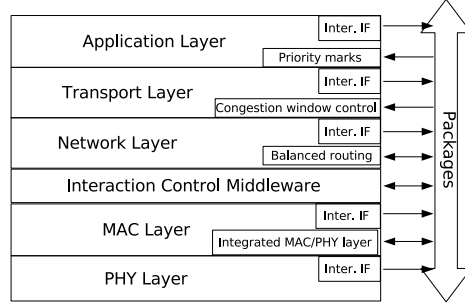 Inter. IF
Application Layer
Priority marks
Inter. IF
Transport Layer
Congestion window control
Inter. IF
Network Layer
Balanced routing
Interaction Control Middleware
Inter. IF
MAC Layer
Integrated MAC/PHY layer
Inter. IF
PHY Layer
Packages